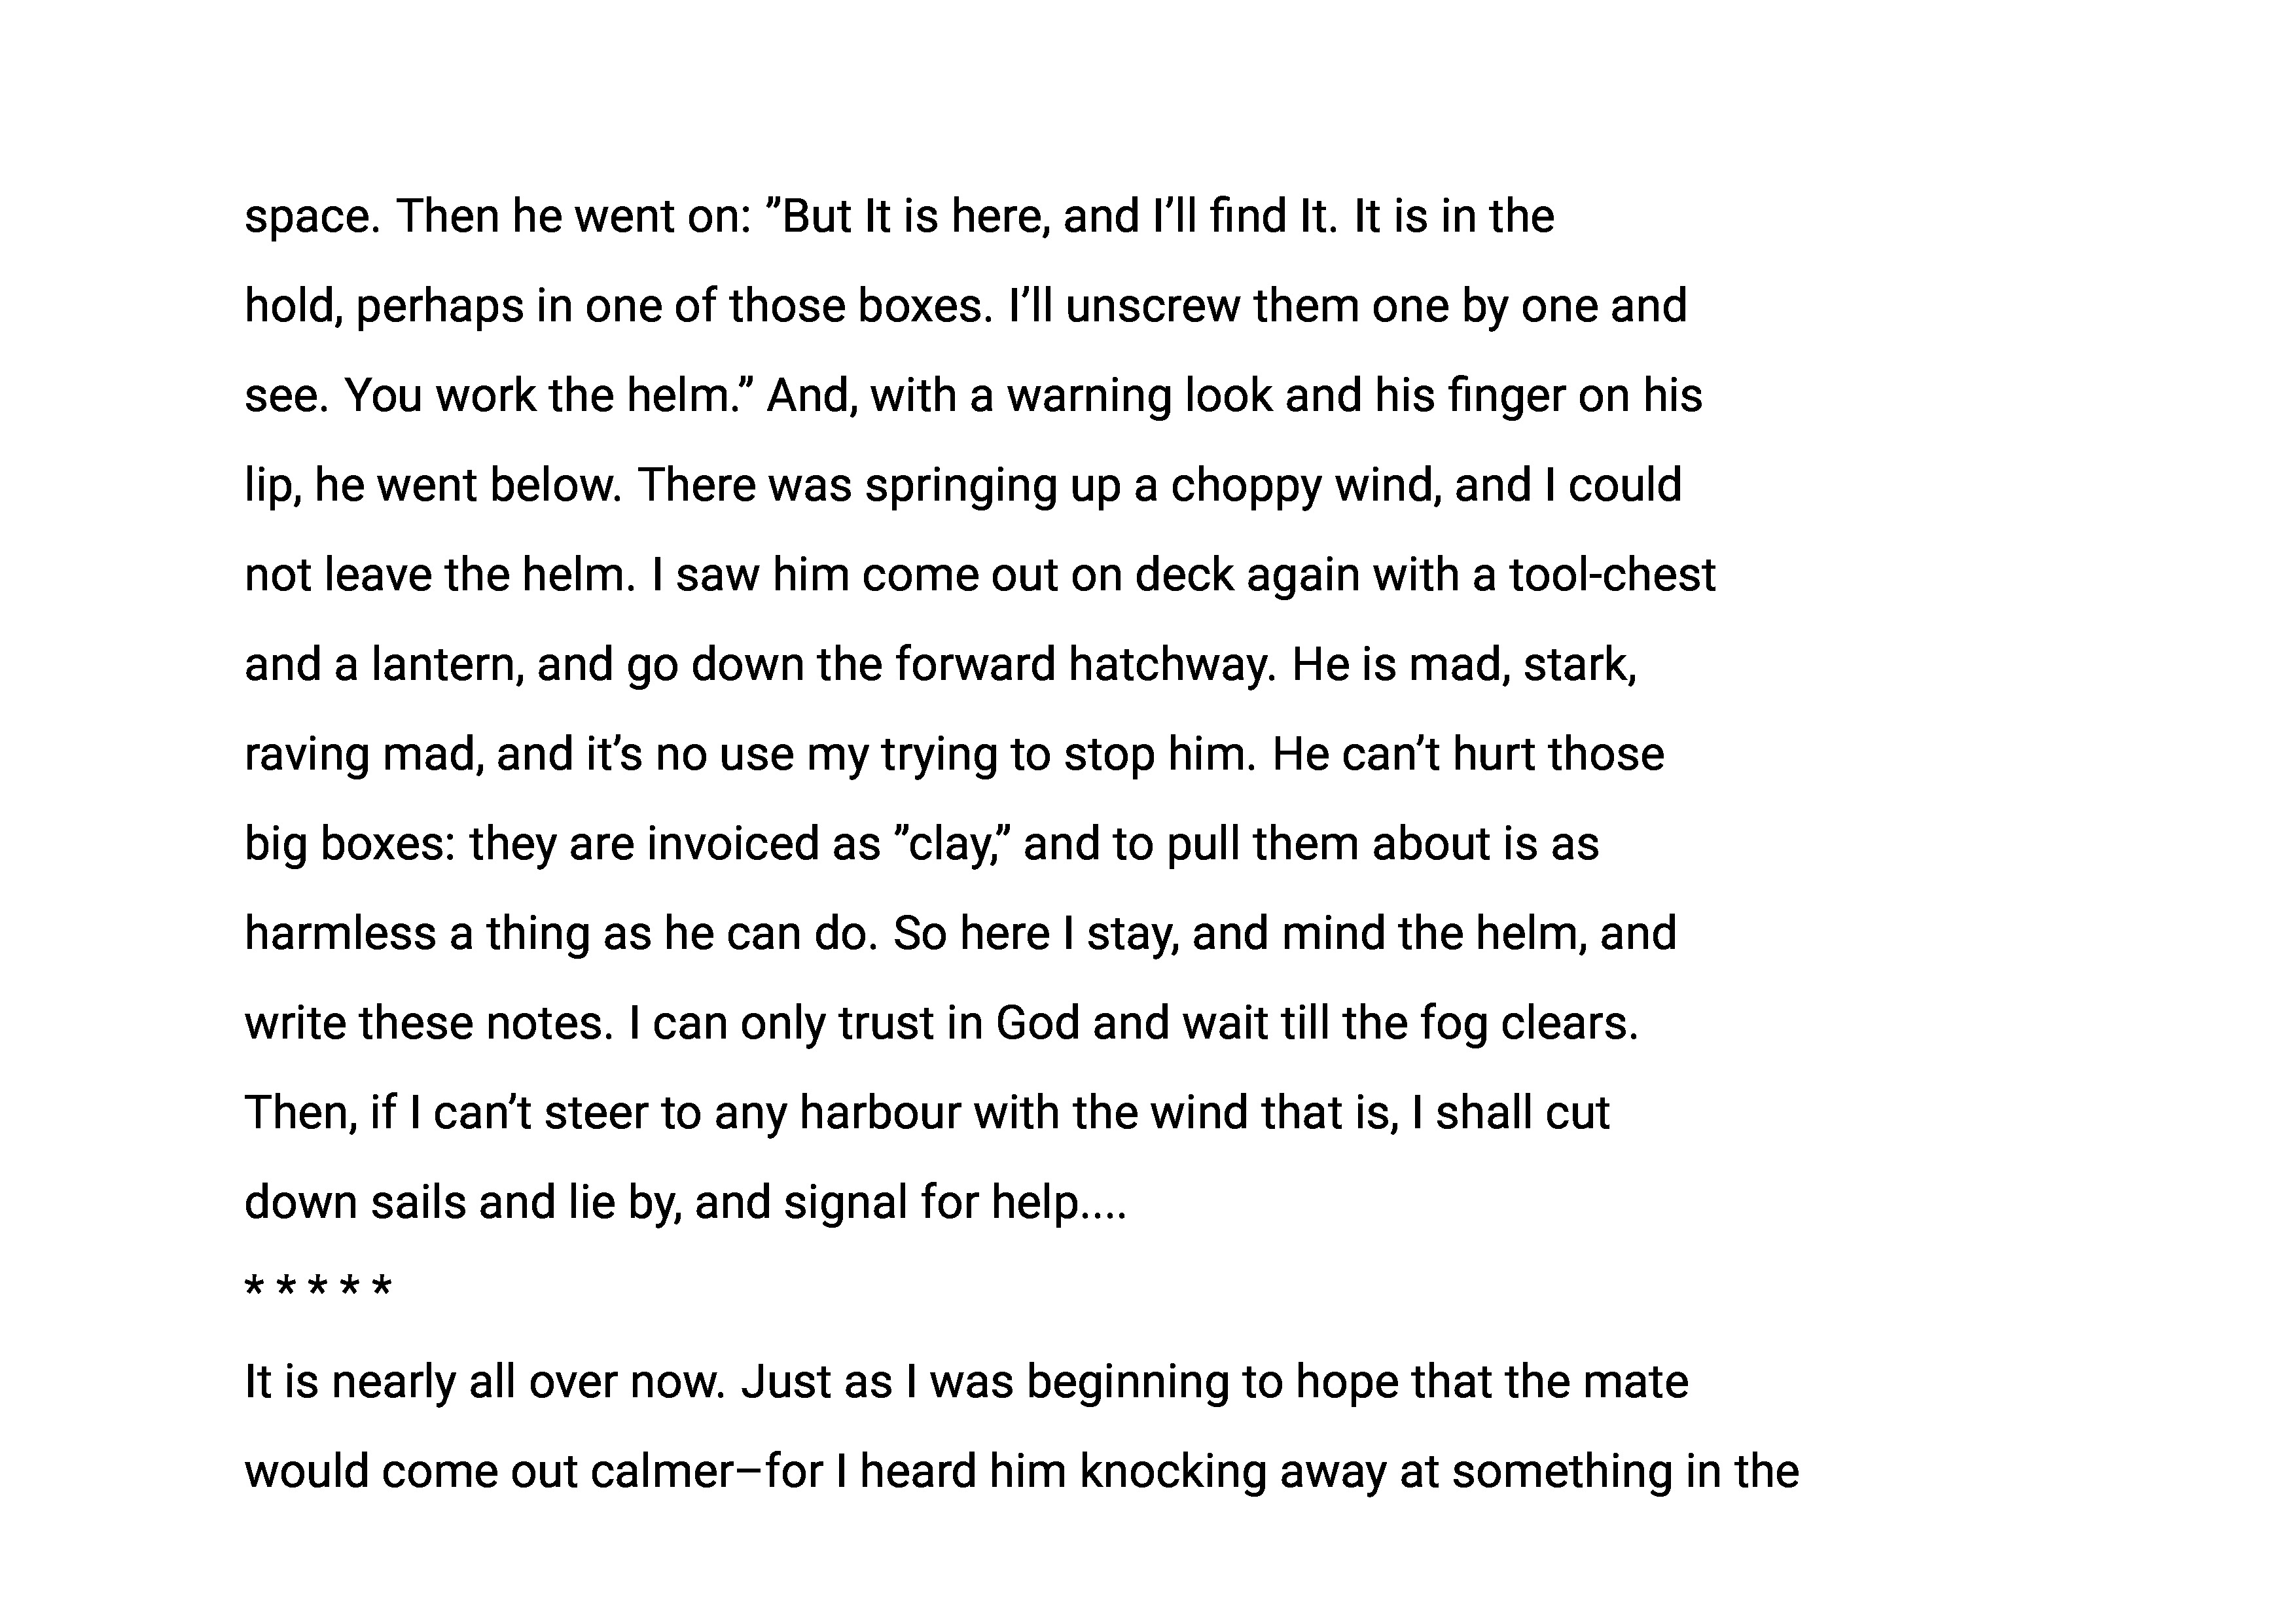 space. Then he went on: ”But It is here, and I’ll find It. It is in the
hold, perhaps in one of those boxes. I’ll unscrew them one by one and
see. You work the helm.” And, with a warning look and his finger on his
lip, he went below. There was springing up a choppy wind, and I could
not leave the helm. I saw him come out on deck again with a tool-chest
and a lantern, and go down the forward hatchway. He is mad, stark,
raving mad, and it’s no use my trying to stop him. He can’t hurt those
big boxes: they are invoiced as ”clay,” and to pull them about is as
harmless a thing as he can do. So here I stay, and mind the helm, and
write these notes. I can only trust in God and wait till the fog clears.
Then, if I can’t steer to any harbour with the wind that is, I shall cut
down sails and lie by, and signal for help....
* * * * *
It is nearly all over now. Just as I was beginning to hope that the mate
would come out calmer–for I heard him knocking away at something in the